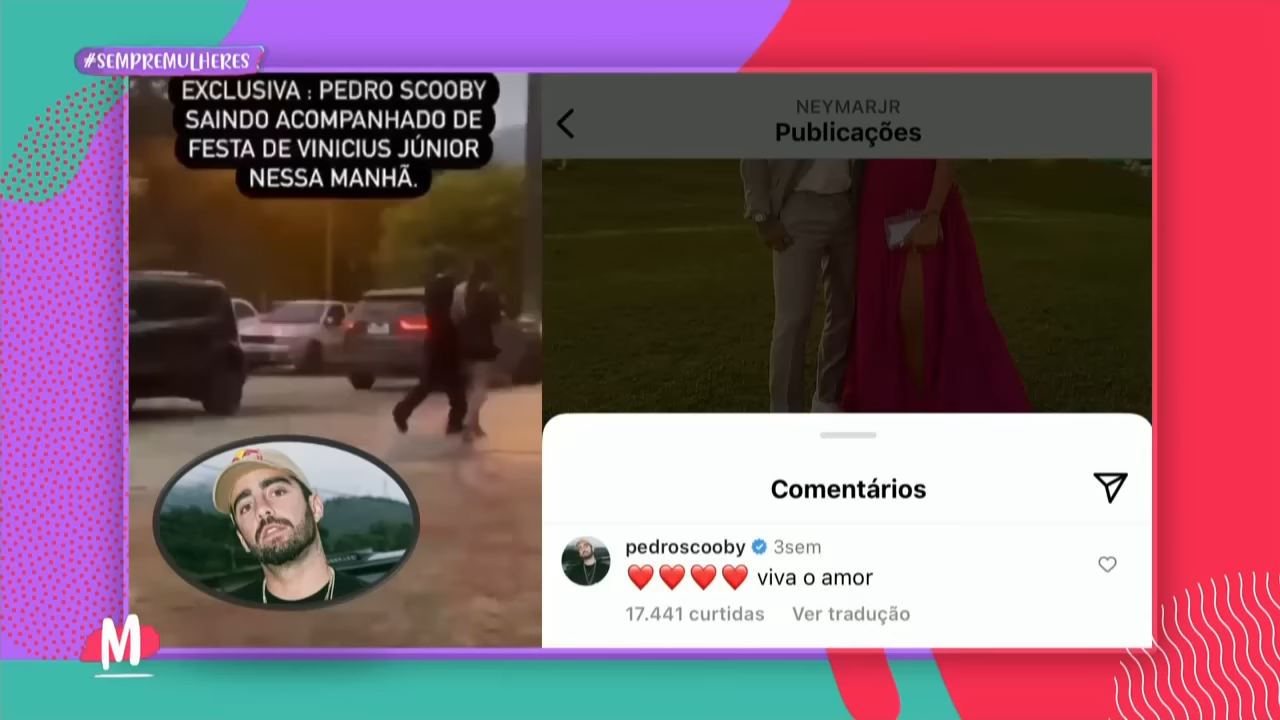 #SEMPREMULHERES
EXCLUSIVA : PEDRO SCOOBY
SAINDO ACOMPANHADO DE
FESTA DE VINICIUS JÚNIOR
NESSA MANHÃ.
NEYMARJR
Publicações
Comentários
pedroscooby 3sem
❤️❤️❤️❤️ viva o amor
17.441 curtidas Ver tradução
M